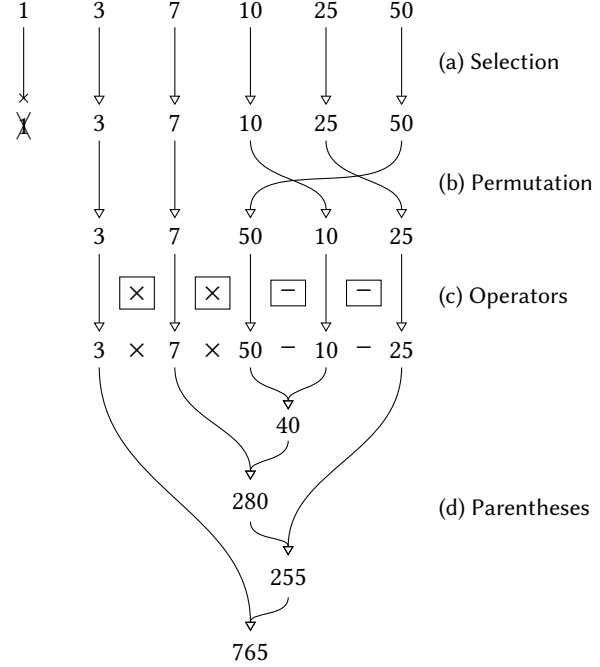 1 3 7 10 25 50
(a) Selection
1 3 7 10 25 50
(b) Permutation
3 7 50 10 25
× × − −
(c) Operators
3 × 7 × 50 − 10 − 25
40
280
(d) Parentheses
255
765